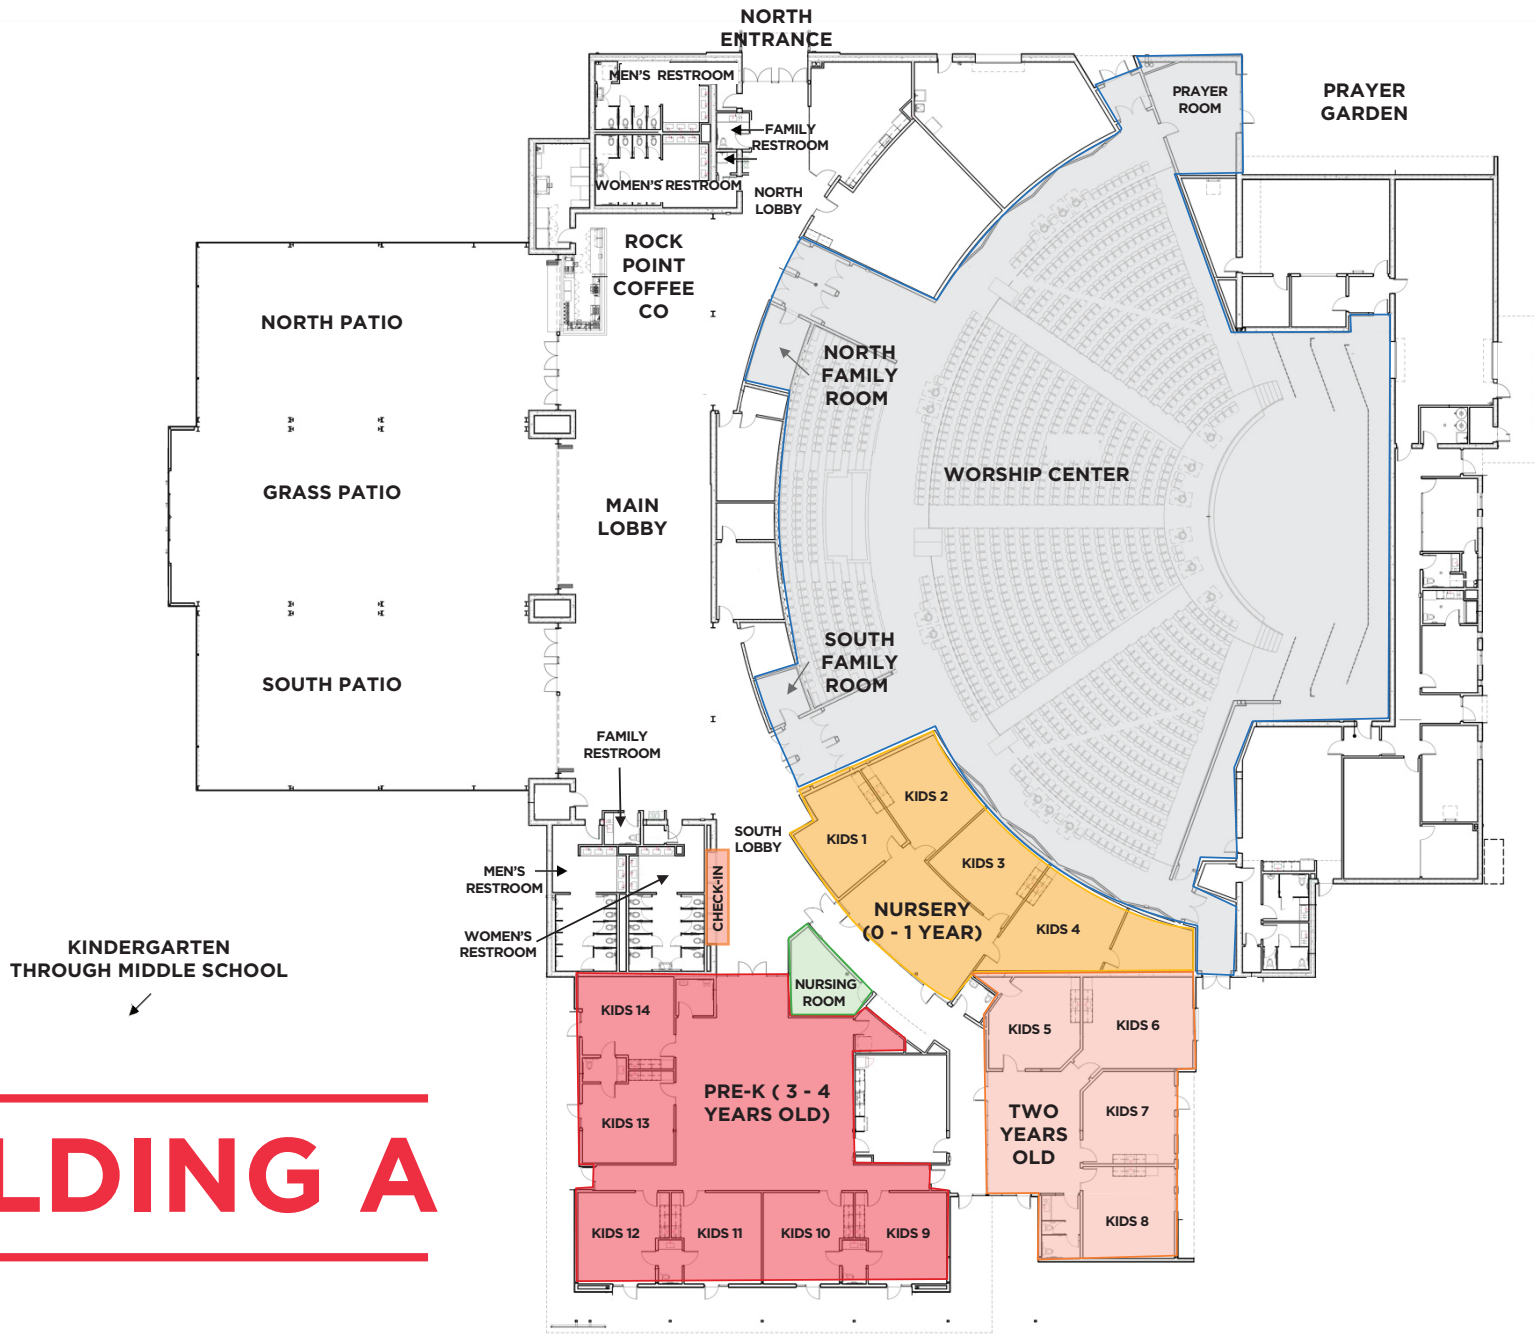 NORTH
ENTRANCE
MEN'S RESTROOM
FAMILY
RESTROOM
WOMEN'S RESTROOM
NORTH
LOBBY
PRAYER
ROOM
PRAYER
GARDEN
ROCK
POINT
COFFEE
CO
NORTH PATIO
NORTH
FAMILY
ROOM
GRASS PATIO
MAIN
LOBBY
WORSHIP CENTER
SOUTH PATIO
SOUTH
FAMILY
ROOM
FAMILY
RESTROOM
SOUTH
LOBBY
KIDS 1
KIDS 2
KIDS 3
KIDS 4
NURSERY
(0 - 1 YEAR)
MEN'S
RESTROOM
WOMEN'S
RESTROOM
CHECK-IN
KINDERGARTEN
THROUGH MIDDLE SCHOOL
NURSING
ROOM
KIDS 14
KIDS 5
KIDS 6
PRE-K ( 3 - 4
YEARS OLD)
KIDS 13
TWO
YEARS
OLD
KIDS 7
KIDS 8
KIDS 12
KIDS 11
KIDS 10
KIDS 9
LDING A